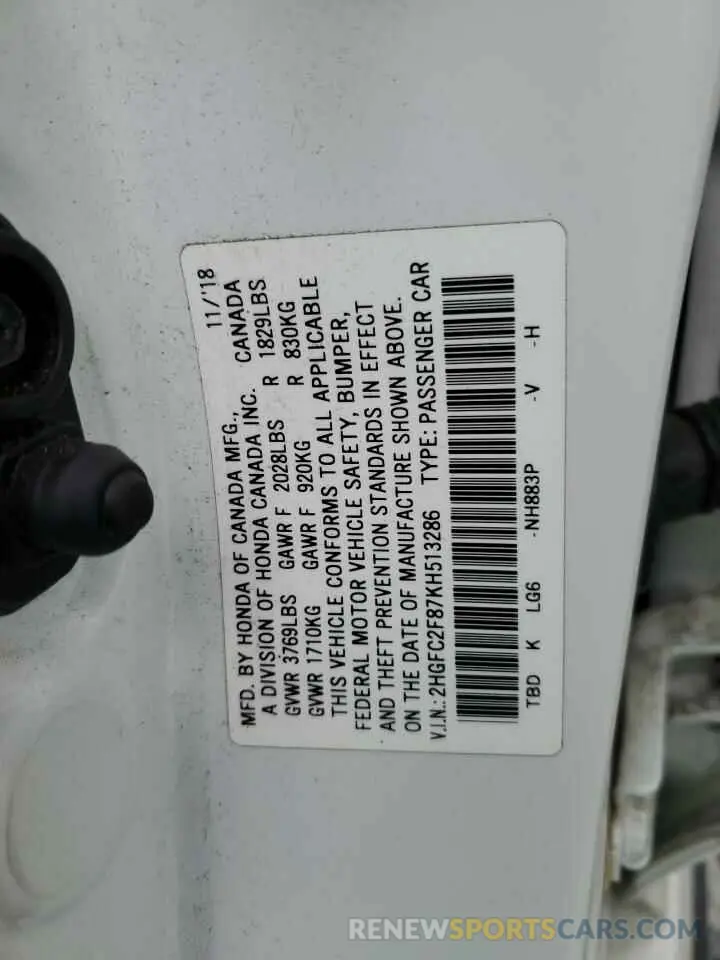 11/'18
MFD. BY HONDA OF CANADA MFG.,
A DIVISION OF HONDA CANADA INC. CANADA
GVWR 3769LBS GAWR F 2028LBS R 1829LBS
GVWR 1710KG GAWR F 920KG R 830KG
THIS VEHICLE CONFORMS TO ALL APPLICABLE
FEDERAL MOTOR VEHICLE SAFETY, BUMPER,
AND THEFT PREVENTION STANDARDS IN EFFECT
ON THE DATE OF MANUFACTURE SHOWN ABOVE.
V.I.N.: 2HGFC2F87KH513286 TYPE: PASSENGER CAR
TBD K LG6 -NH883P -V -H
RENEWSPORTSCARS.COM